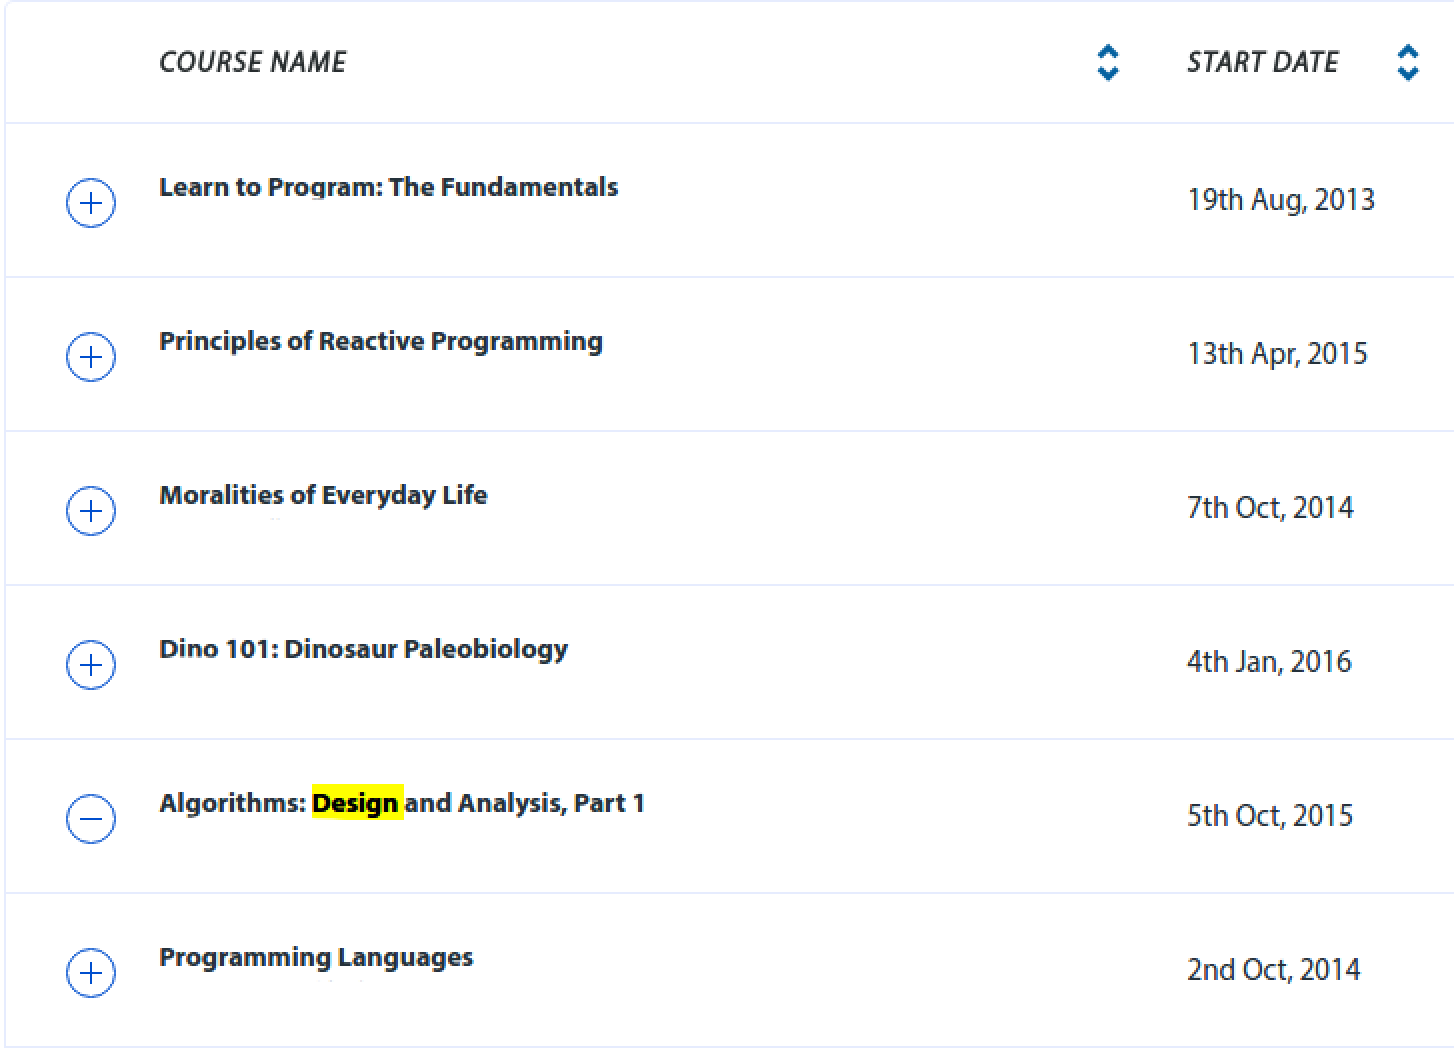 COURSE NAME START DATE
Learn to Program: The Fundamentals 19th Aug, 2013
Principles of Reactive Programming 13th Apr, 2015
Moralities of Everyday Life 7th Oct, 2014
Dino 101: Dinosaur Paleobiology 4th Jan, 2016
Algorithms: Design and Analysis, Part 1 5th Oct, 2015
Programming Languages 2nd Oct, 2014